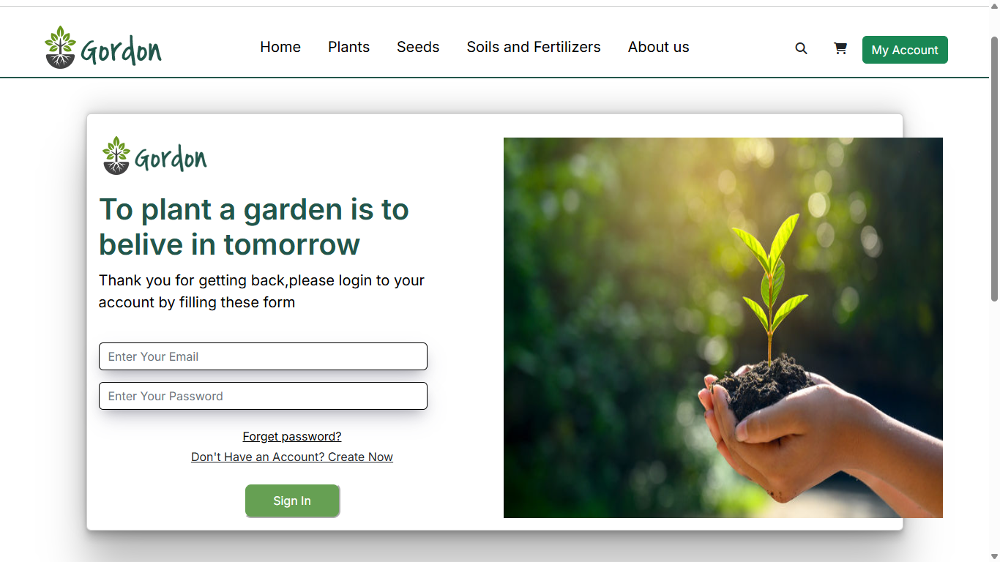 Gordon
Home Plants Seeds Soils and Fertilizers About us
My Account
Gordon
To plant a garden is to
belive in tomorrow
Thank you for getting back,please login to your
account by filling these form
Enter Your Email
Enter Your Password
Forget password?
Don't Have an Account? Create Now
Sign In